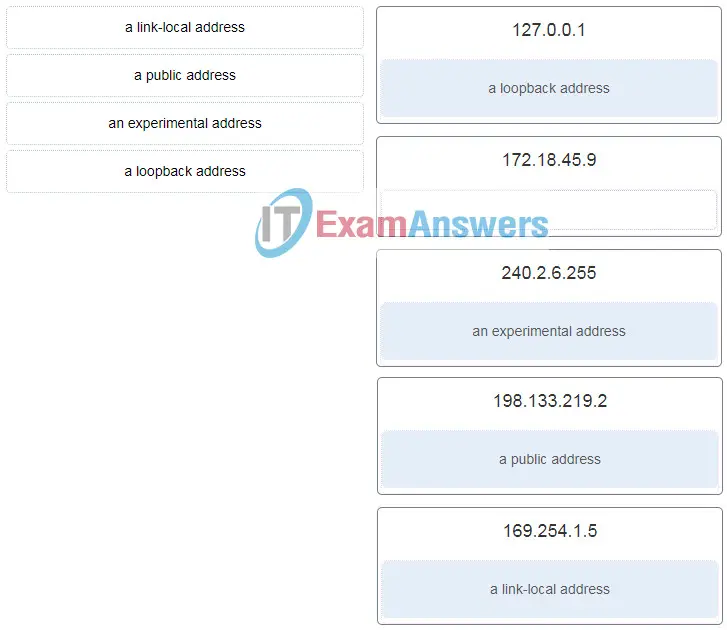 a link-local address
a public address
an experimental address
a loopback address
127.0.0.1
a loopback address
172.18.45.9
ITExamAnswers
240.2.6.255
an experimental address
198.133.219.2
a public address
169.254.1.5
a link-local address